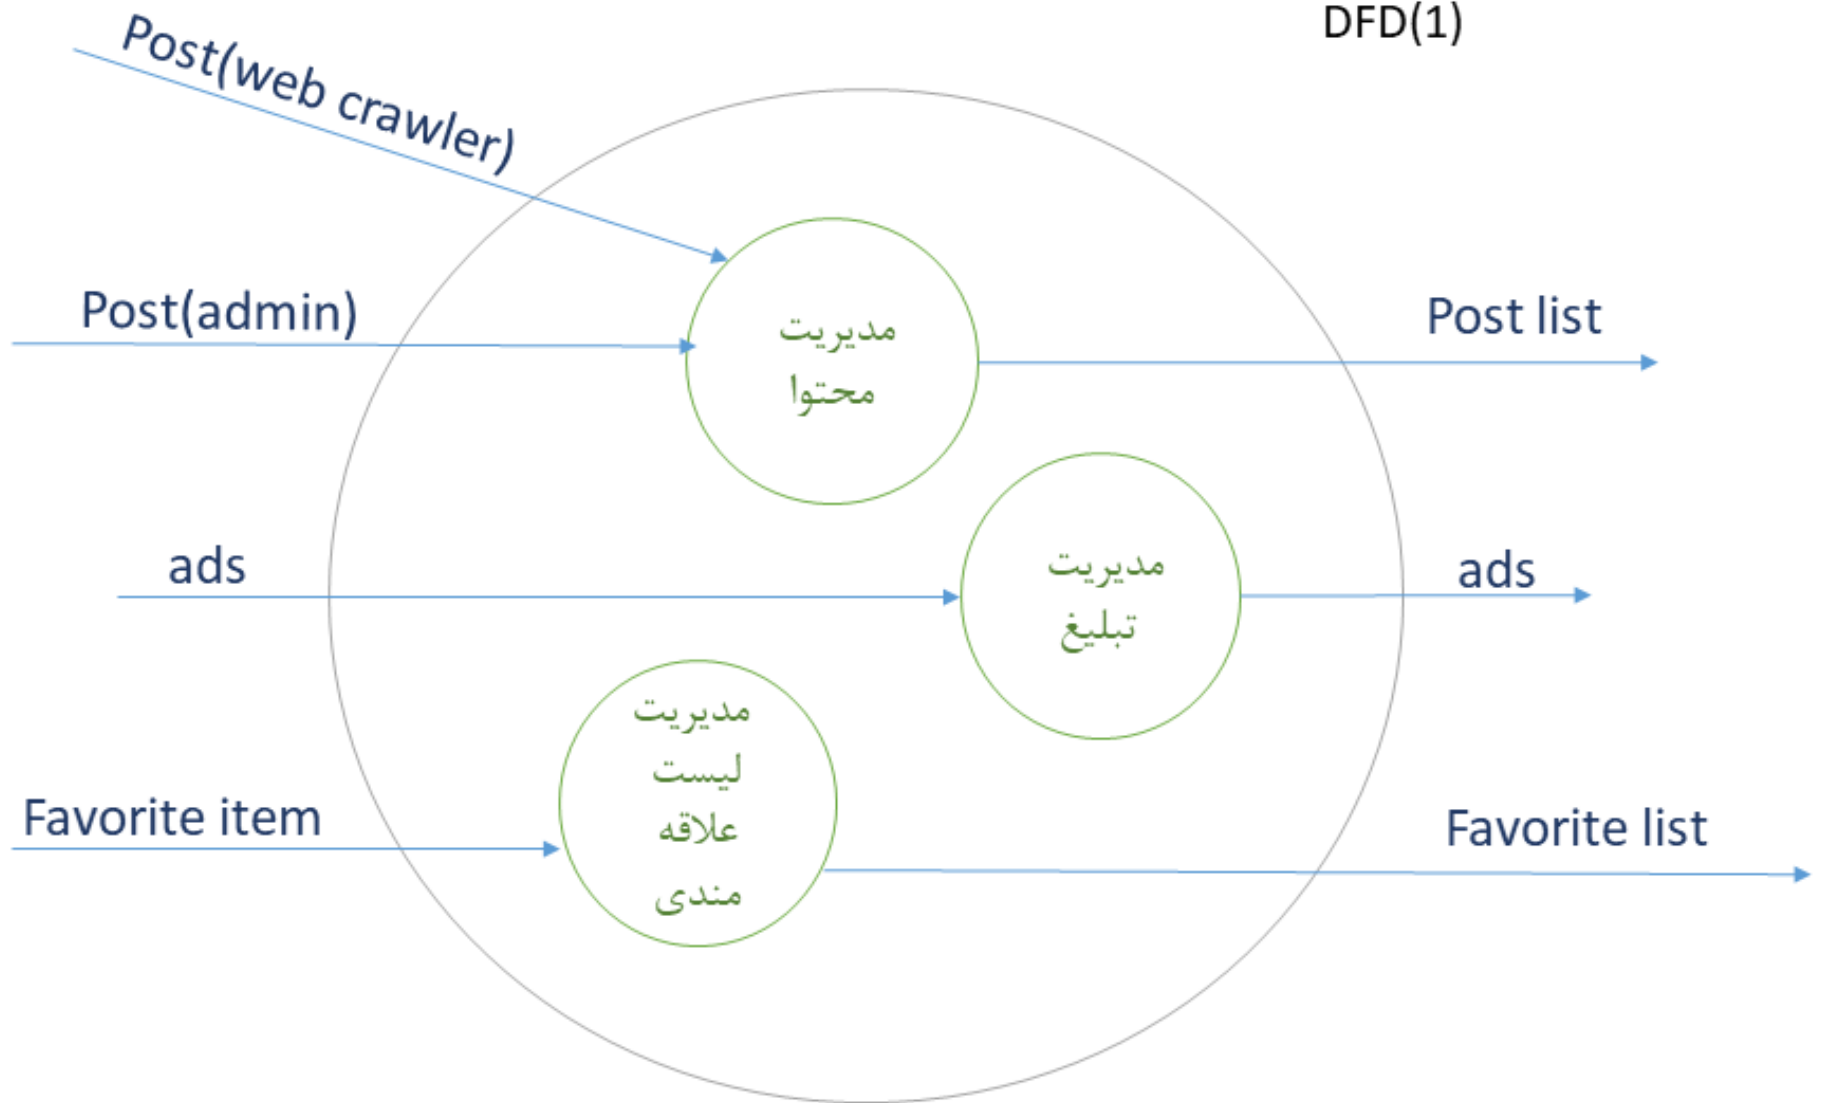 DFD(1)
Post(web crawler)
Post(admin)
مدیریت
محتوا
Post list
ads
مدیریت
تبلیغ
ads
Favorite item
مدیریت
لیست
علاقه
مندی
Favorite list